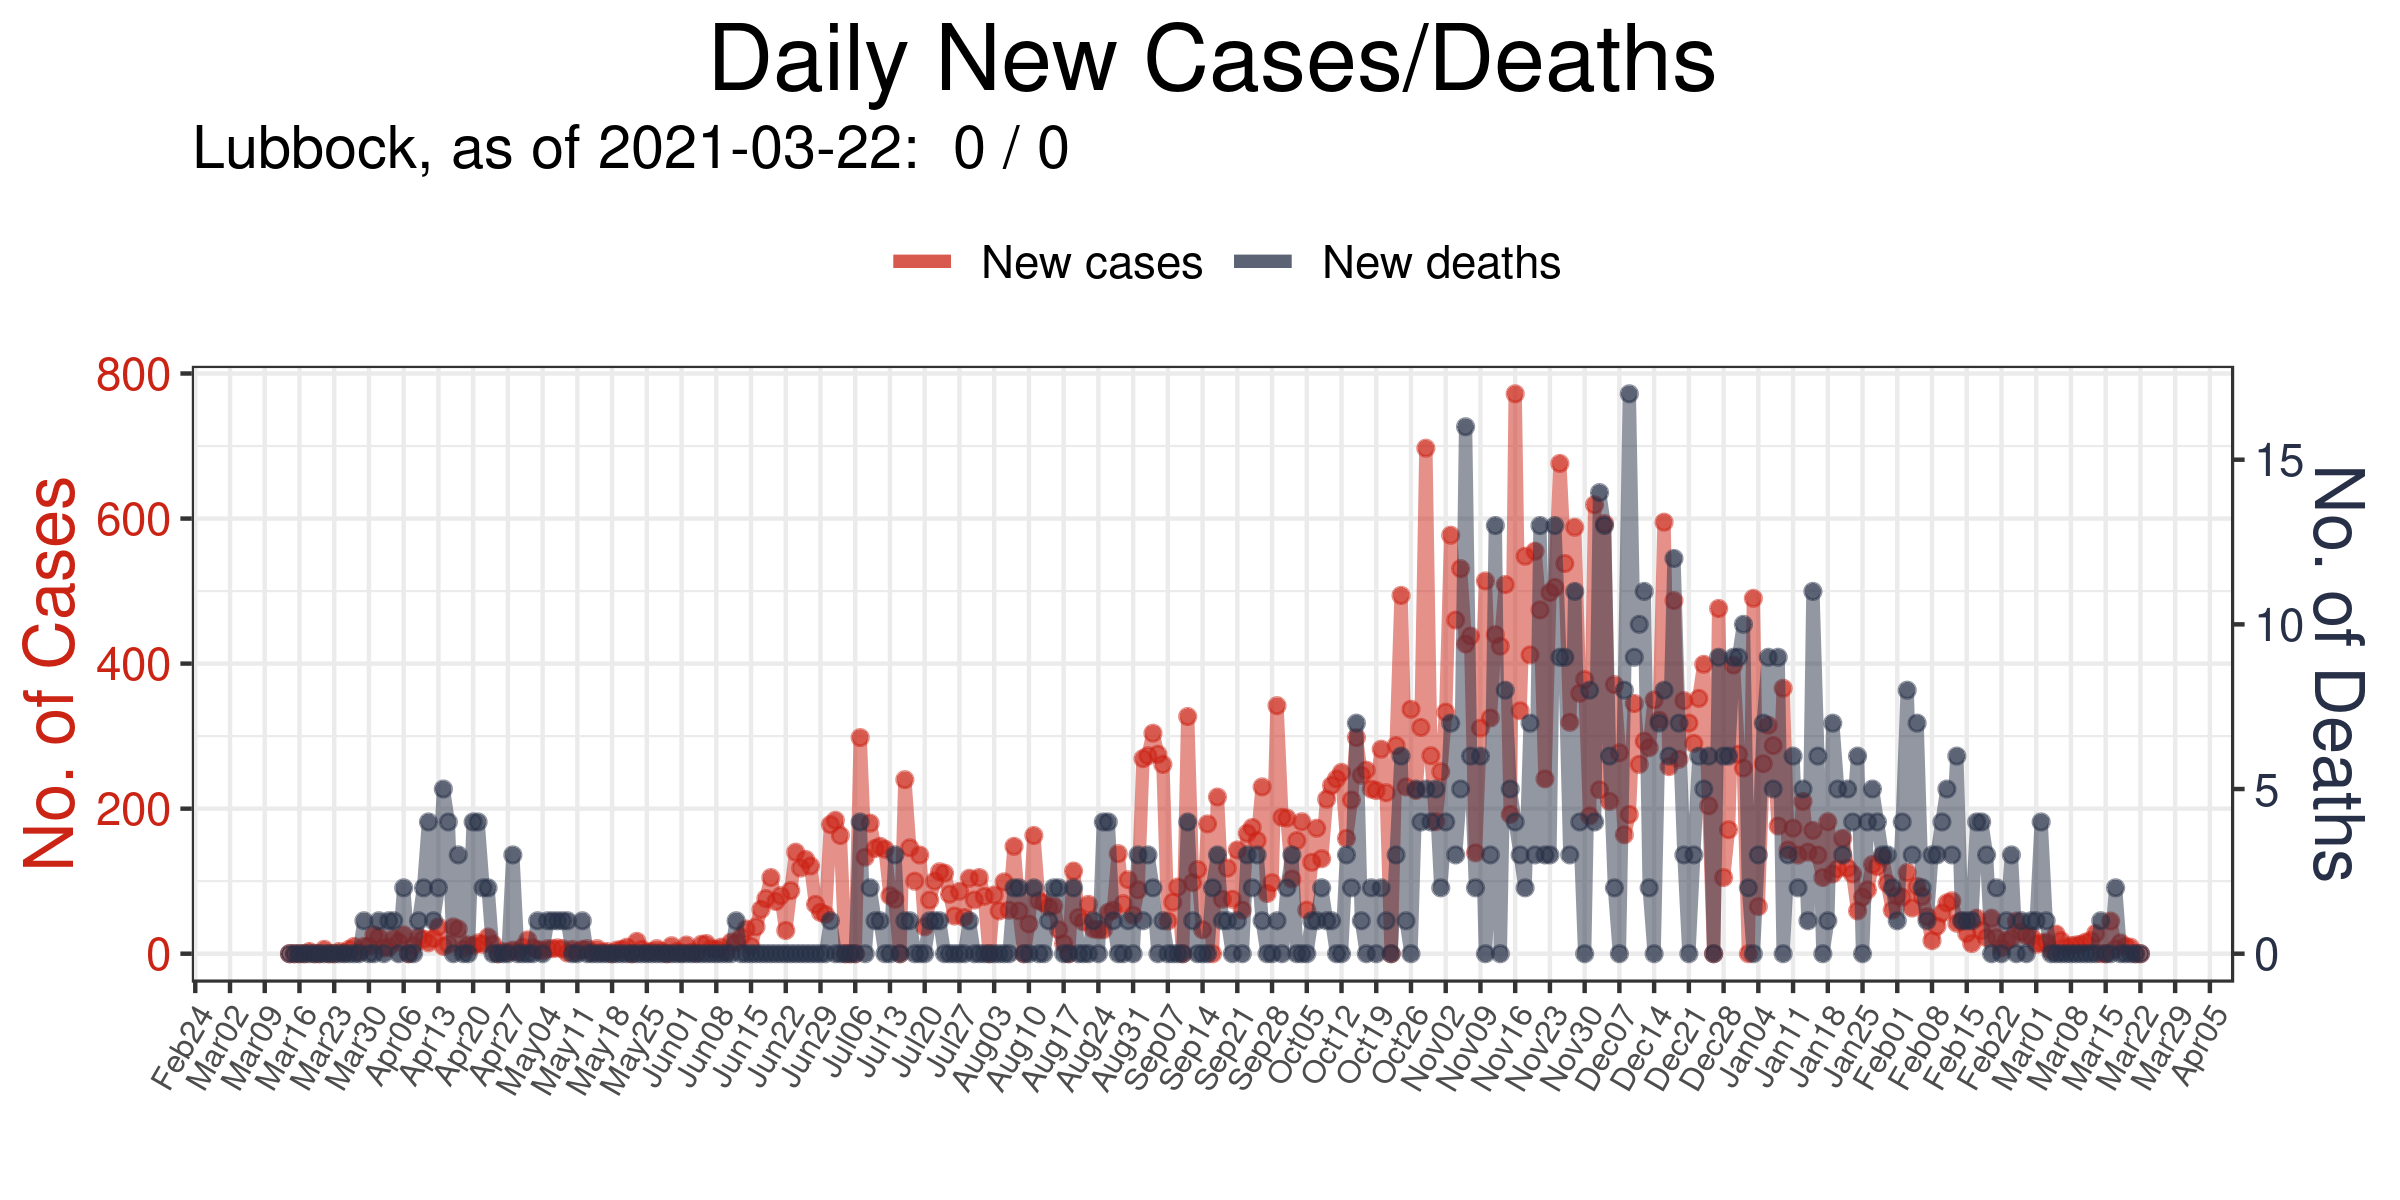 Daily New Cases/Deaths
Lubbock, as of 2021-03-22:  0 / 0
New cases
New deaths
No. of Cases
800
600
400
200
0
15
10
5
0
No. of Deaths
Feb24
Mar02
Mar09
Mar16
Mar23
Mar30
Apr06
Apr13
Apr20
Apr27
May04
May11
May18
May25
Jun01
Jun08
Jun15
Jun22
Jun29
Jul06
Jul13
Jul20
Jul27
Aug03
Aug10
Aug17
Aug24
Aug31
Sep07
Sep14
Sep21
Sep28
Oct05
Oct12
Oct19
Oct26
Nov02
Nov09
Nov16
Nov23
Nov30
Dec07
Dec14
Dec21
Dec28
Jan04
Jan11
Jan18
Jan25
Feb01
Feb08
Feb15
Feb22
Mar01
Mar08
Mar15
Mar22
Mar29
Apr05